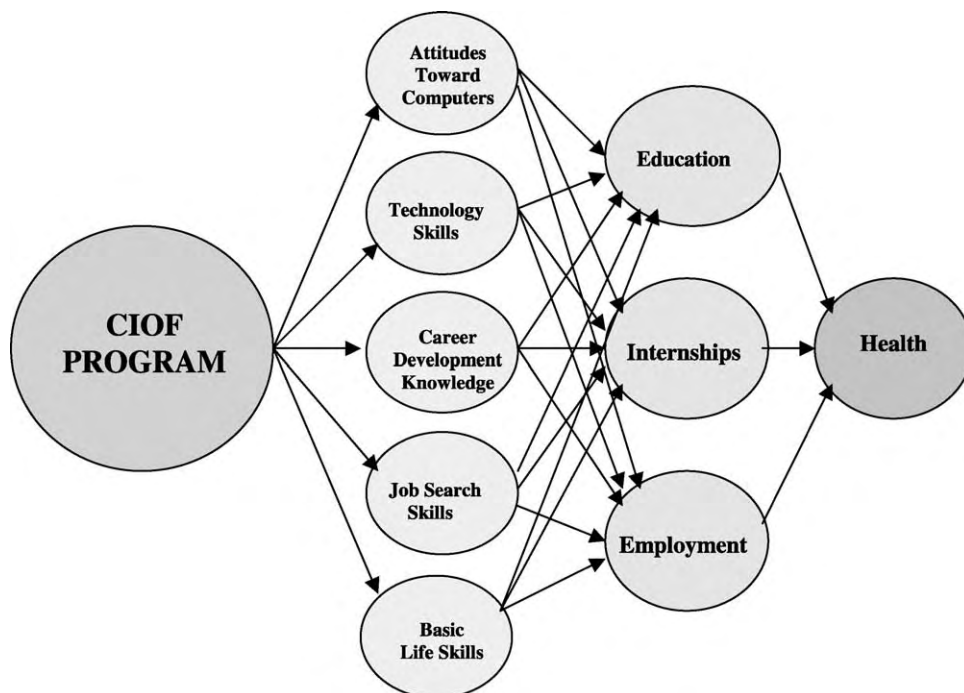 Attitudes
Toward
Computers
Education
Technology
Skills
CIOF
PROGRAM
Career
Development
Knowledge
Internships
Health
Job Search
Skills
Employment
Basic
Life Skills